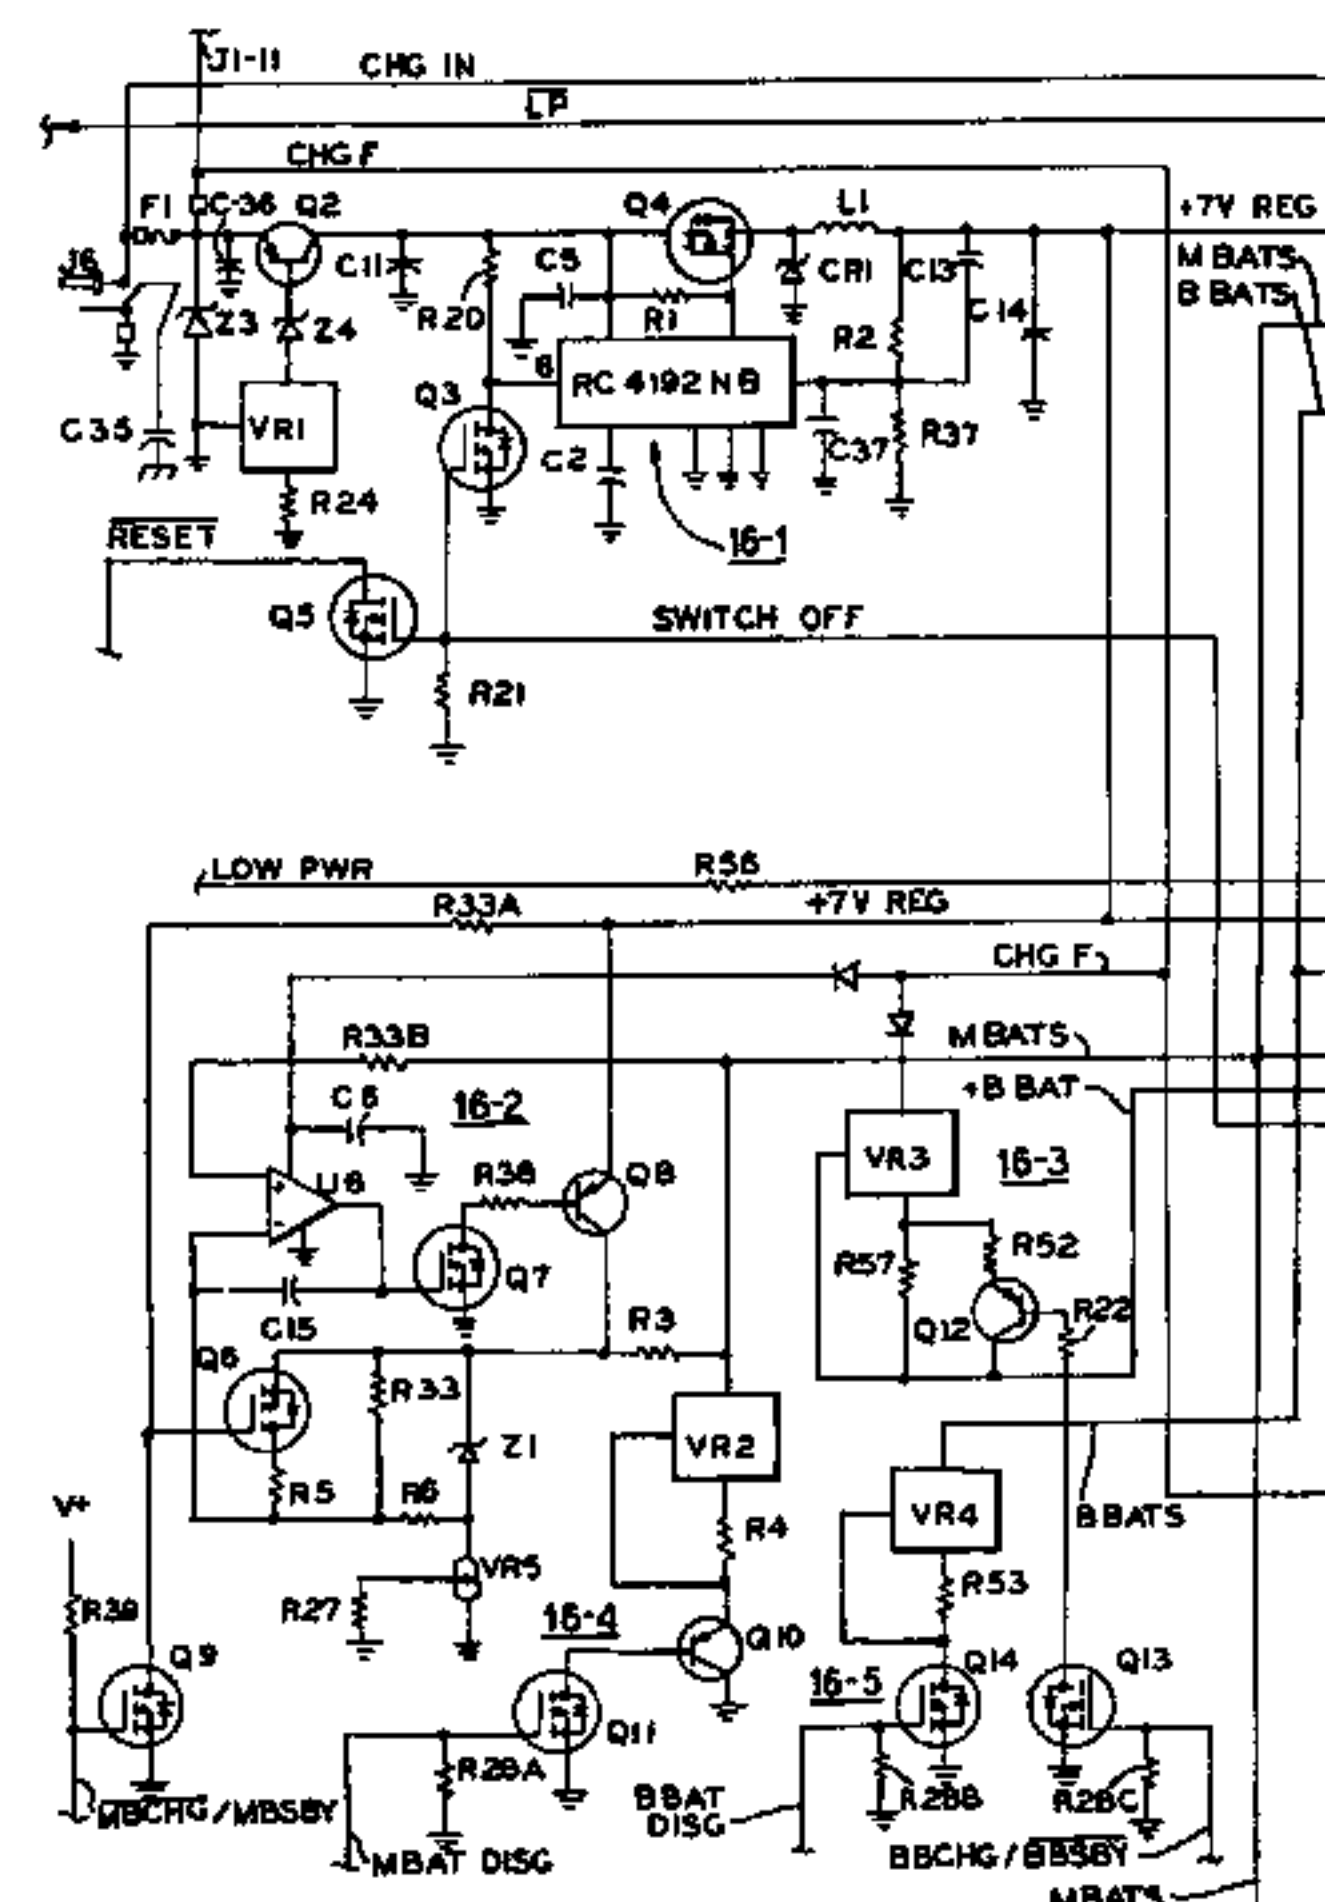 J1-11
CHG IN
LP
CHG F
F1
C-36
Q2
Q4
L1
+7V REG
M BATS
B BATS
J6
C11
C5
CR1
C13
Z3
Z4
R20
R1
R2
C14
Q3
6
RC 4192 NB
C35
VR1
C2
C37
R37
R24
16-1
RESET
Q5
SWITCH OFF
R21
LOW PWR
R56
R33A
+7V REG
CHG F
R33B
M BATS
C6
16-2
+B BAT
U6
+
-
R38
Q8
VR3
16-3
Q7
R57
R52
C15
R3
Q12
R22
Q6
R33
Z1
VR2
R5
R6
VR4
B BATS
V+
R4
VR5
R39
R27
R53
16-4
Q10
Q9
Q14
Q13
16-5
Q11
R28A
R28B
R28C
MBCHG/MBSBY
BBAT
DISG
MBAT DISG
BBCHG/BBSBY
MBATS